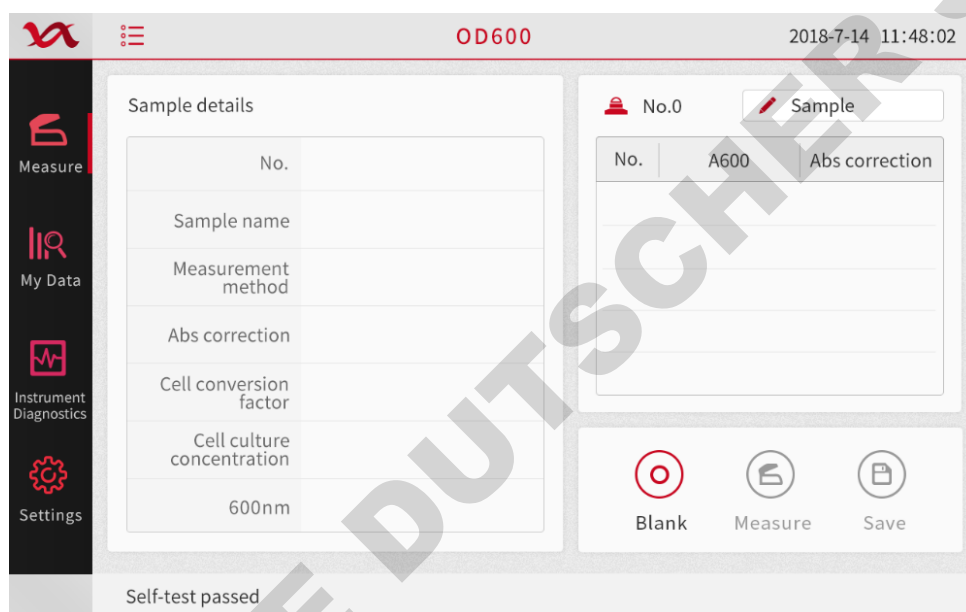 OD600
2018-7-14 11:48:02
Measure
My Data
Instrument
Diagnostics
Settings
Sample details
No.
Sample name
Measurement
method
Abs correction
Cell conversion
factor
Cell culture
concentration
600nm
No.0
Sample
No. A600 Abs correction
Blank Measure Save
Self-test passed
DUTSCHER